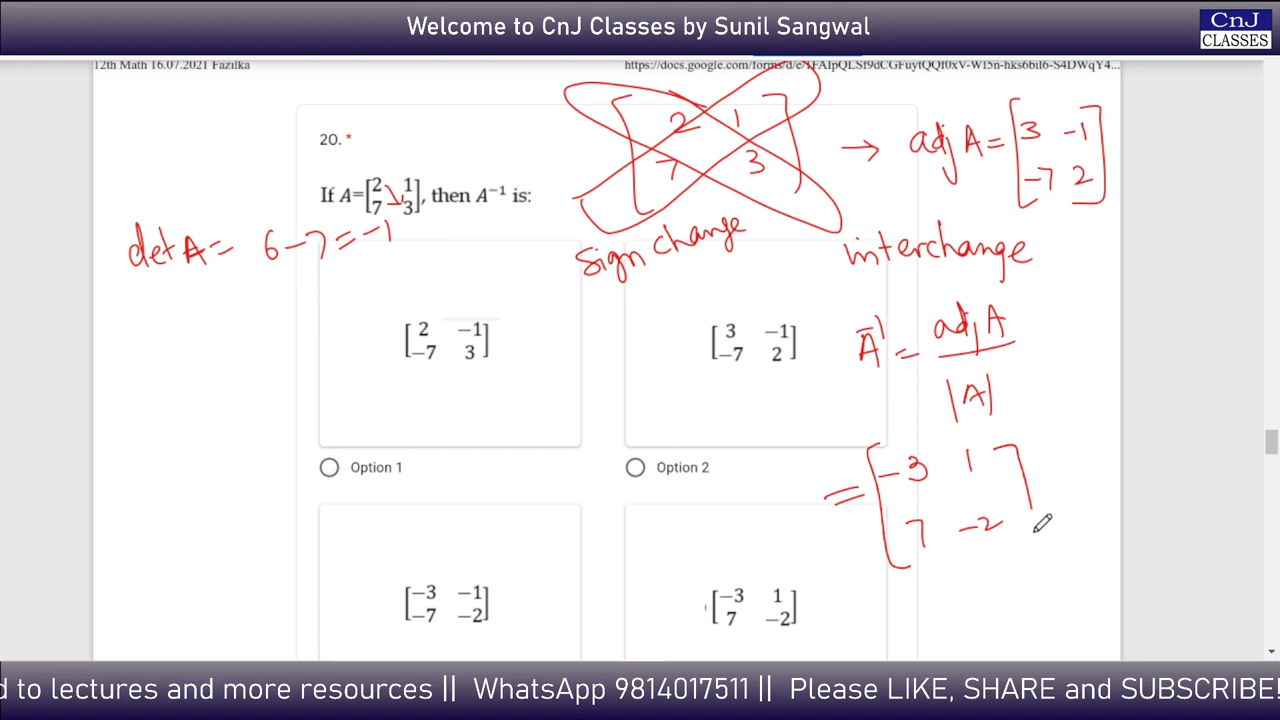 Welcome to CnJ Classes by Sunil Sangwal
CnJ
CLASSES
12th Math 16.07.2021 Fazilka
20. *
If A=[2 1
7 3], then A⁻¹ is:
det A = 6 - 7 = -1
[2 1
7 3]
→ adj A = [3 -1
-7 2]
sign change
interchange
A⁻¹ = adj A
|A|
= [-3 1
7 -2
[2 −1
−7 3]
Option 1
[3 −1
−7 2]
Option 2
[−3 −1
−7 −2]
[−3 1
7 −2]
d to lectures and more resources || WhatsApp 9814017511 || Please LIKE, SHARE and SUBSCRIBE!